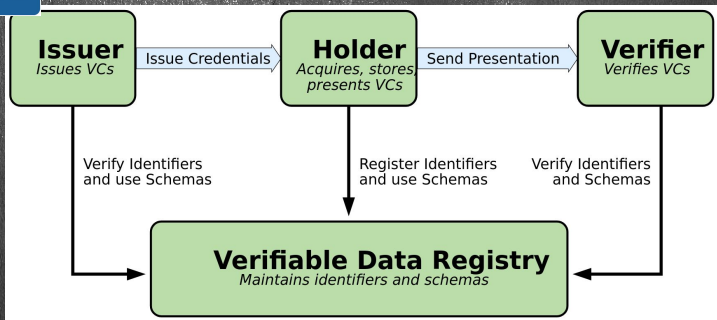 Issuer
Issues VCs
Issue Credentials
Holder
Acquires, stores,
presents VCs
Send Presentation
Verifier
Verifies VCs
Verify Identifiers
and use Schemas
Register Identifiers
and use Schemas
Verify Identifiers
and Schemas
Verifiable Data Registry
Maintains identifiers and schemas